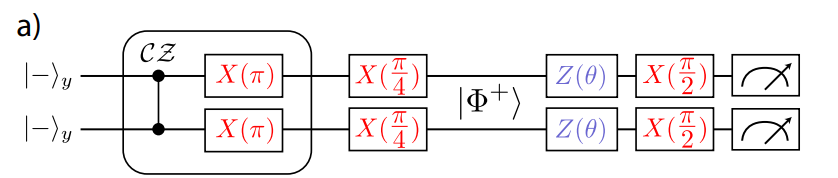 a)
𝒞𝒵
|−⟩y X(π) X(π/4) Z(θ) X(π/2)
|Φ⁺⟩
|−⟩y X(π) X(π/4) Z(θ) X(π/2)